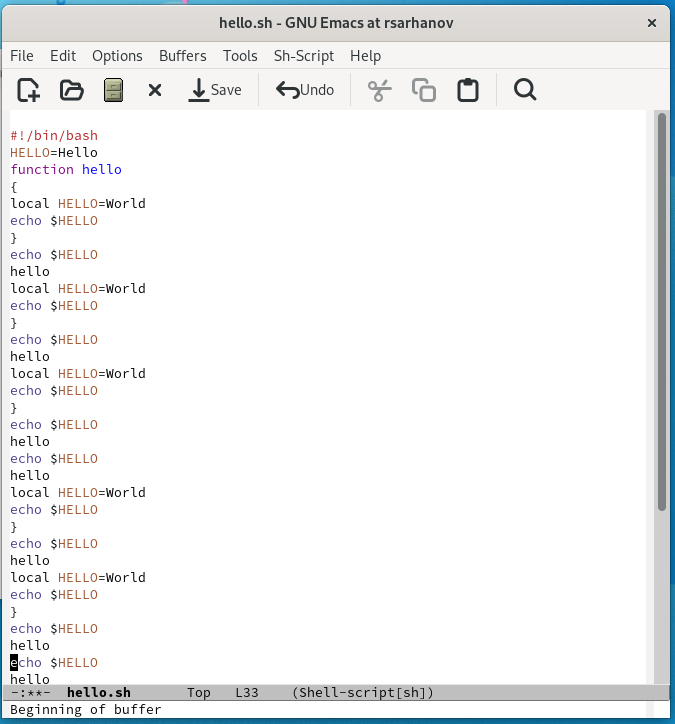 hello.sh - GNU Emacs at rsarhanov
File Edit Options Buffers Tools Sh-Script Help
Save Undo
#!/bin/bash
HELLO=Hello
function hello
{
local HELLO=World
echo $HELLO
}
echo $HELLO
hello
local HELLO=World
echo $HELLO
}
echo $HELLO
hello
local HELLO=World
echo $HELLO
}
echo $HELLO
hello
echo $HELLO
hello
local HELLO=World
echo $HELLO
}
echo $HELLO
hello
local HELLO=World
echo $HELLO
}
echo $HELLO
hello
echo $HELLO
hello
-:**- hello.sh Top L33 (Shell-script[sh])
Beginning of buffer